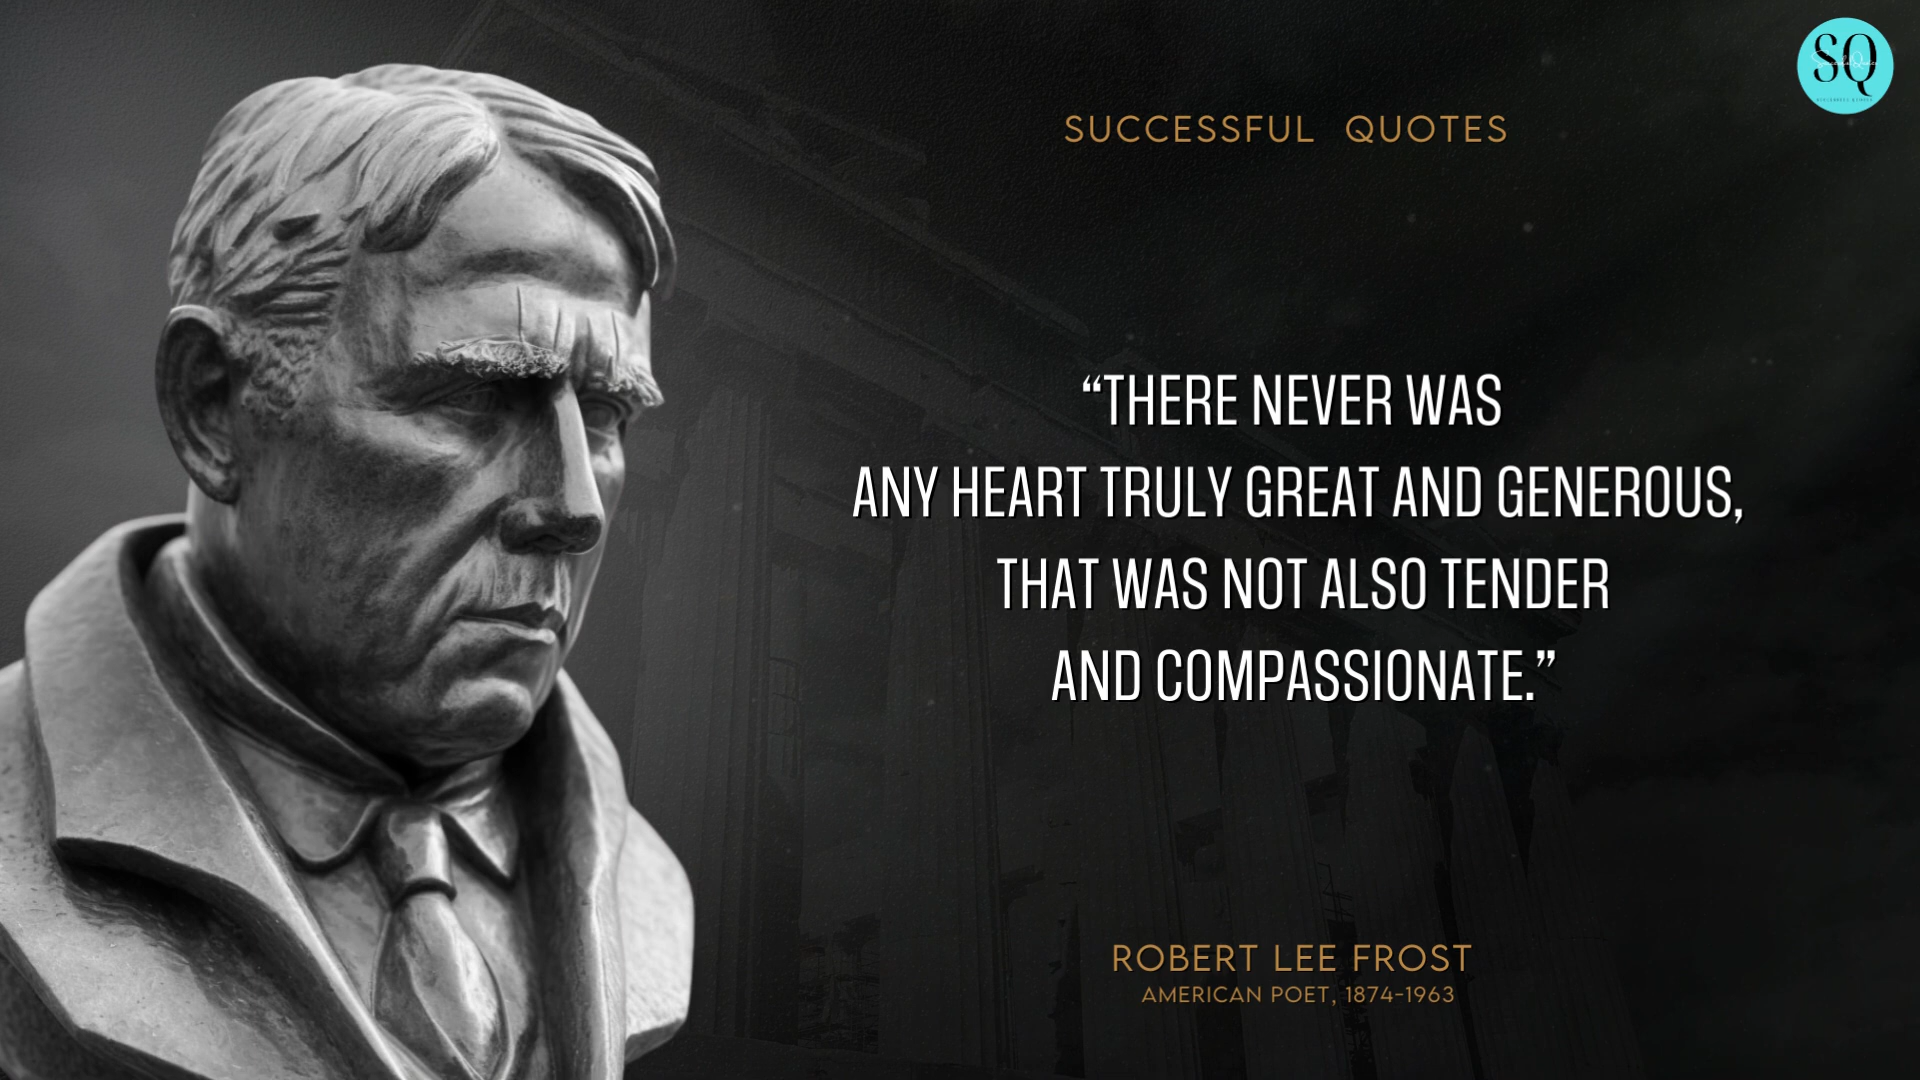 SQ
SUCCESSFUL QUOTES
“THERE NEVER WAS
ANY HEART TRULY GREAT AND GENEROUS,
THAT WAS NOT ALSO TENDER
AND COMPASSIONATE.”
ROBERT LEE FROST
AMERICAN POET, 1874-1963